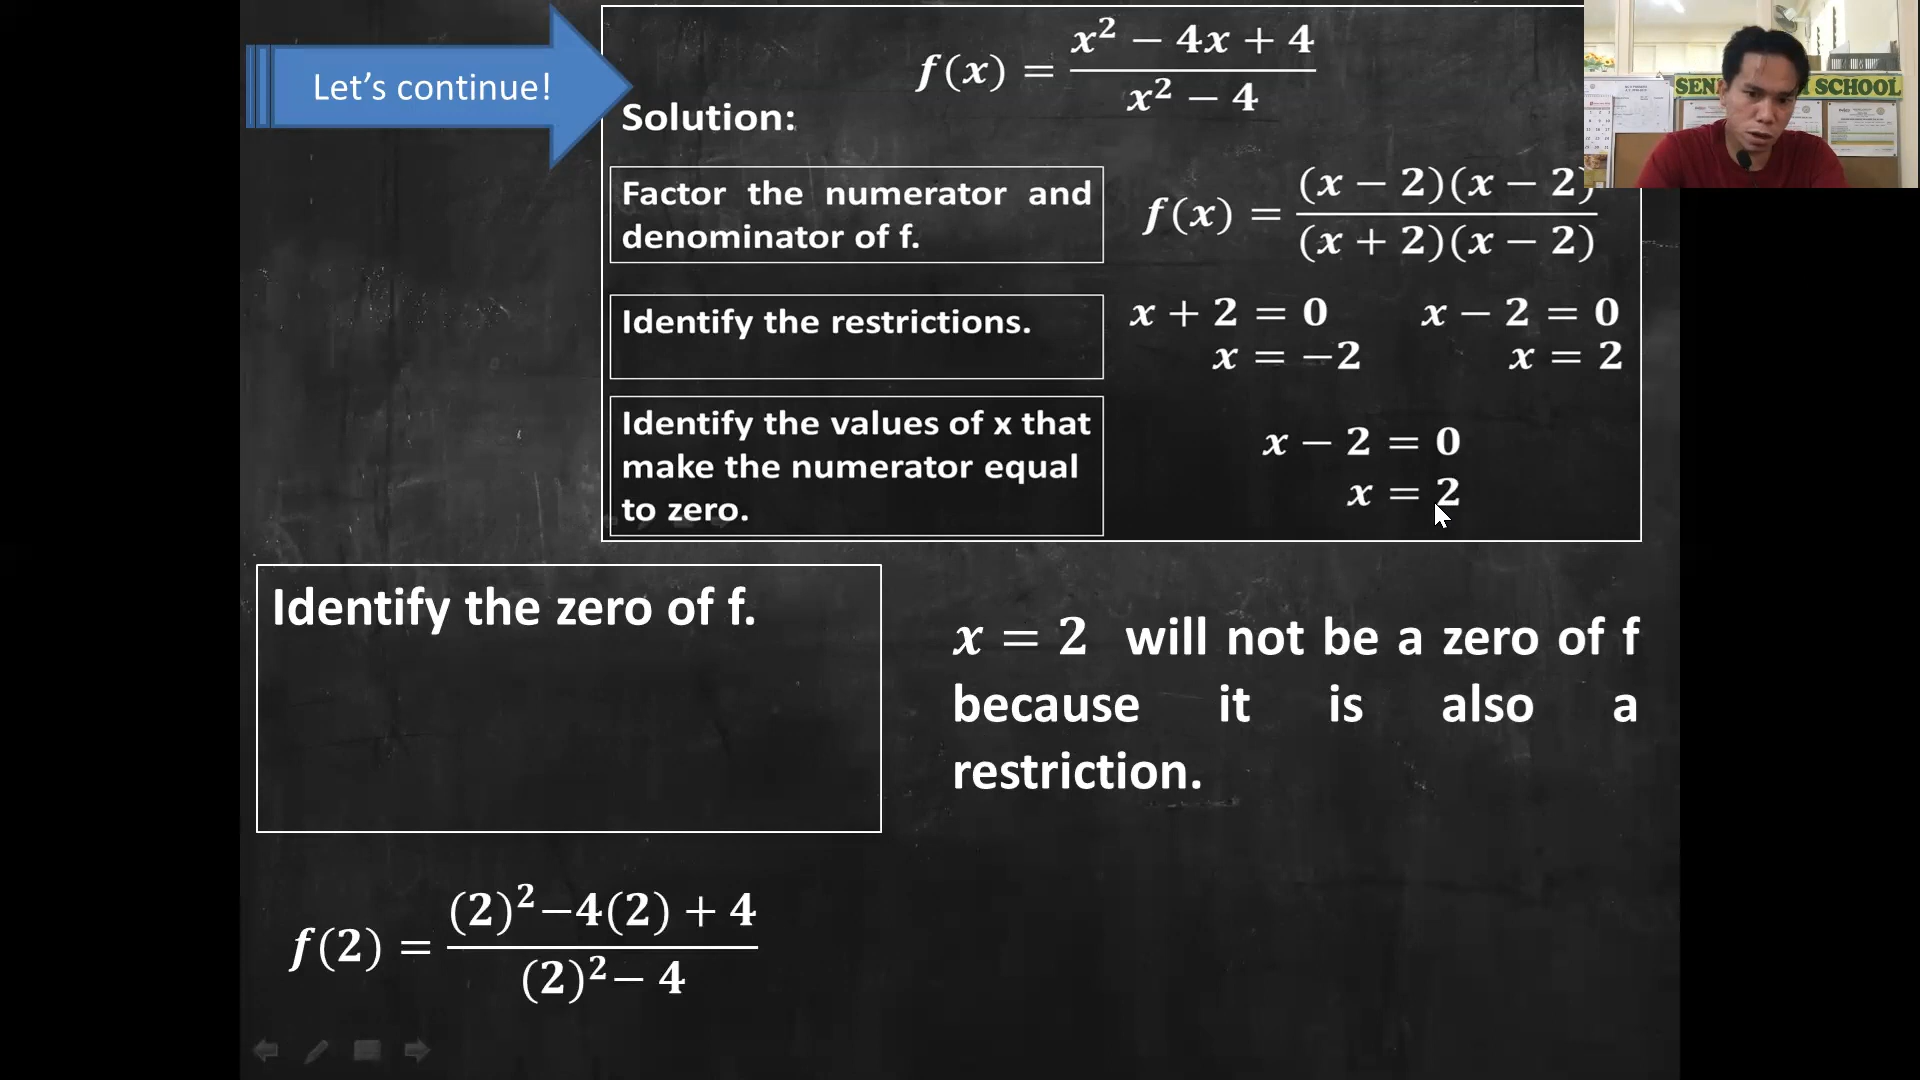 Let's continue!
f(x) = (x² − 4x + 4) / (x² − 4)
Solution:
Factor the numerator and
denominator of f.
f(x) = (x − 2)(x − 2) / (x + 2)(x − 2)
Identify the restrictions.
x + 2 = 0 x − 2 = 0
x = −2 x = 2
Identify the values of x that
make the numerator equal
to zero.
x − 2 = 0
x = 2
Identify the zero of f.
x = 2 will not be a zero of f
because it is also a
restriction.
f(2) = ((2)² −4(2) + 4) / ((2)² − 4)
SCHOOL